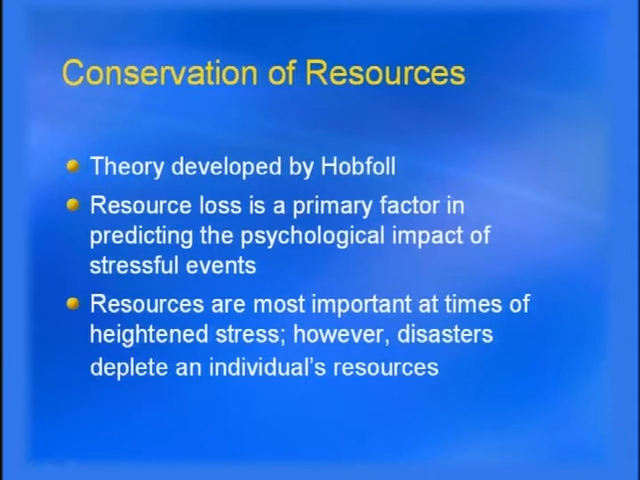 Conservation of Resources
Theory developed by Hobfoll
Resource loss is a primary factor in
predicting the psychological impact of
stressful events
Resources are most important at times of
heightened stress; however, disasters
deplete an individual’s resources